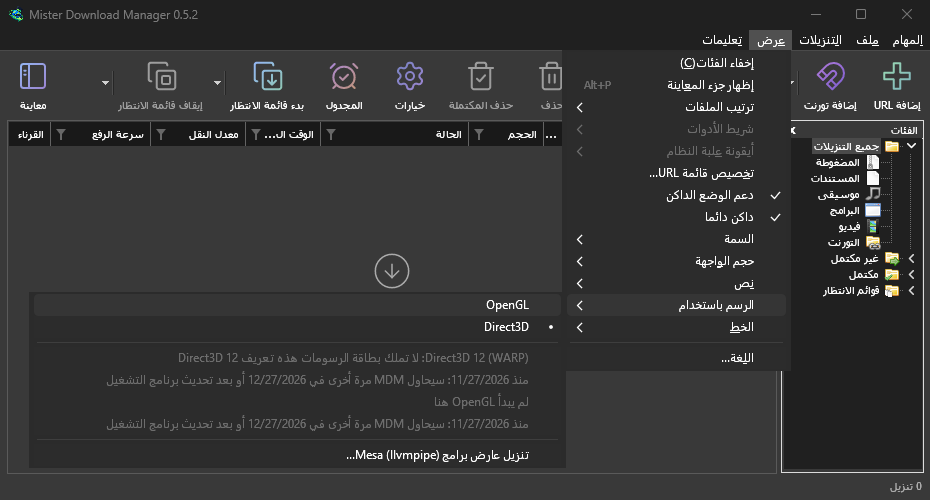 Mister Download Manager 0.5.2
المهام
ملف
التنزيلات
عرض
تعليمات
إضافة URL
إضافة تورنت
حذف
حذف المكتملة
خيارات
المجدول
بدء قائمة الانتظار
إيقاف قائمة الانتظار
معاينة
الفئات
جميع التنزيلات
المضغوطة
المستندات
موسيقى
البرامج
فيديو
التورنت
غير مكتمل
مكتمل
قوائم الانتظار
...
الحجم
الحالة
الوقت ال...
معدل النقل
سرعة الرفع
القرناء
إخفاء الفئات(C)
إظهار جزء المعاينة Alt+P
ترتيب الملفات
شريط الأدوات
أيقونة علبة النظام
تخصيص قائمة URL...
دعم الوضع الداكن
داكن دائما
السمة
حجم الواجهة
نص
الرسم باستخدام
الخط
اللغة...
OpenGL
Direct3D
Direct3D 12 (WARP): لا تملك بطاقة الرسومات هذه تعريف Direct3D 12
منذ 11/27/2026: سيحاول MDM مرة أخرى في 12/27/2026 أو بعد تحديث برنامج التشغيل
لم يبدأ OpenGL هنا
منذ 11/27/2026: سيحاول MDM مرة أخرى في 12/27/2026 أو بعد تحديث برنامج التشغيل
تنزيل عارض برامج Mesa (llvmpipe)...
0 تنزيل